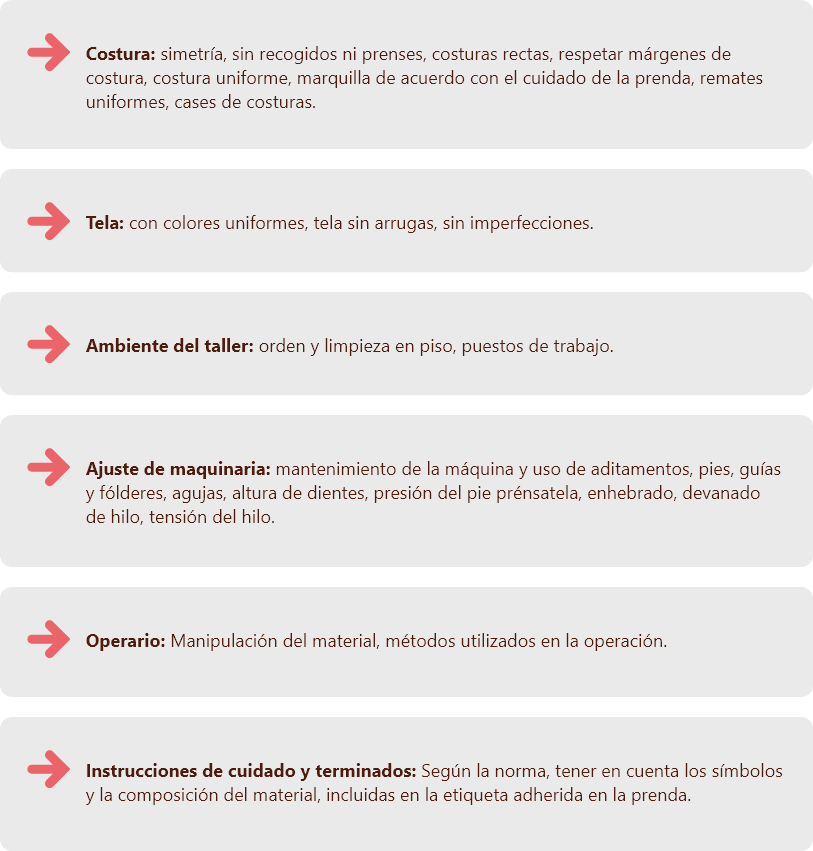 Costura: simetría, sin recogidos ni prenses, costuras rectas, respetar márgenes de
costura, costura uniforme, marquilla de acuerdo con el cuidado de la prenda, remates
uniformes, cases de costuras.
Tela: con colores uniformes, tela sin arrugas, sin imperfecciones.
Ambiente del taller: orden y limpieza en piso, puestos de trabajo.
Ajuste de maquinaria: mantenimiento de la máquina y uso de aditamentos, pies, guías
y fólderes, agujas, altura de dientes, presión del pie prénsatela, enhebrado, devanado
de hilo, tensión del hilo.
Operario: Manipulación del material, métodos utilizados en la operación.
Instrucciones de cuidado y terminados: Según la norma, tener en cuenta los símbolos
y la composición del material, incluidas en la etiqueta adherida en la prenda.